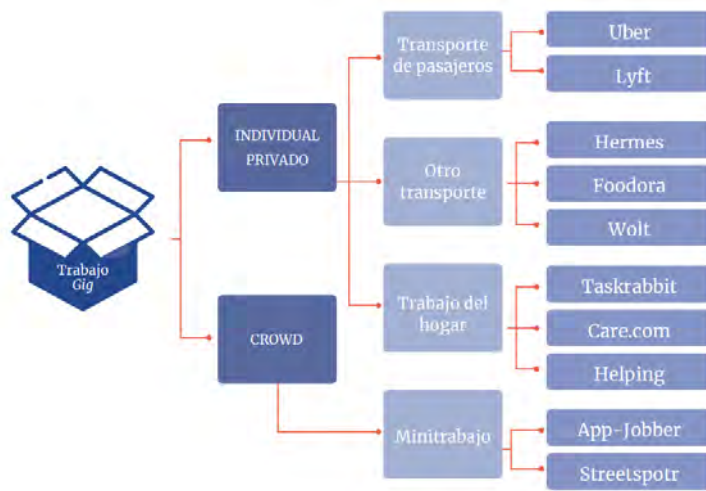 Trabajo
Gig
INDIVIDUAL
PRIVADO
CROWD
Transporte
de pasajeros
Otro
transporte
Trabajo del
hogar
Minitrabajo
Uber
Lyft
Hermes
Foodora
Wolt
Taskrabbit
Care.com
Helping
App-Jobber
Streetspotr